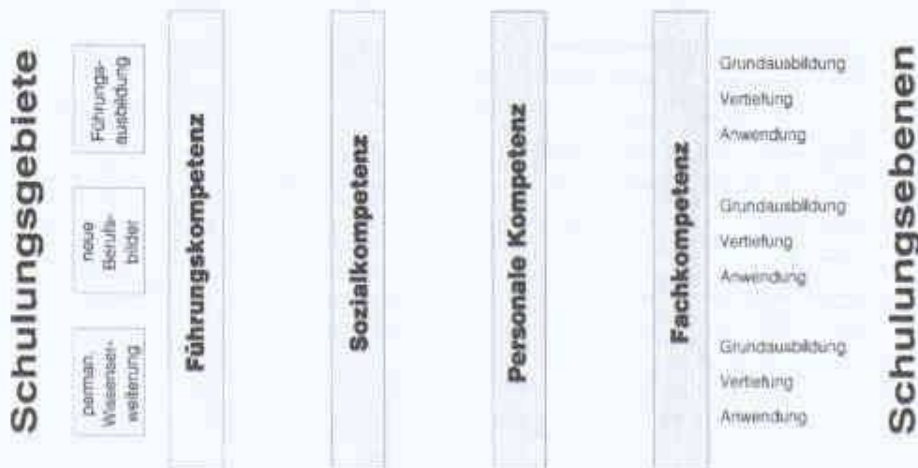 Schulungsgebiete
Führungs-
ausbildung
neue
Berufs-
bilder
perman.
Wissenser-
weiterung
Führungskompetenz
Sozialkompetenz
Personale Kompetenz
Fachkompetenz
Grundausbildung
Vertiefung
Anwendung
Grundausbildung
Vertiefung
Anwendung
Grundausbildung
Vertiefung
Anwendung
Schulungsebenen